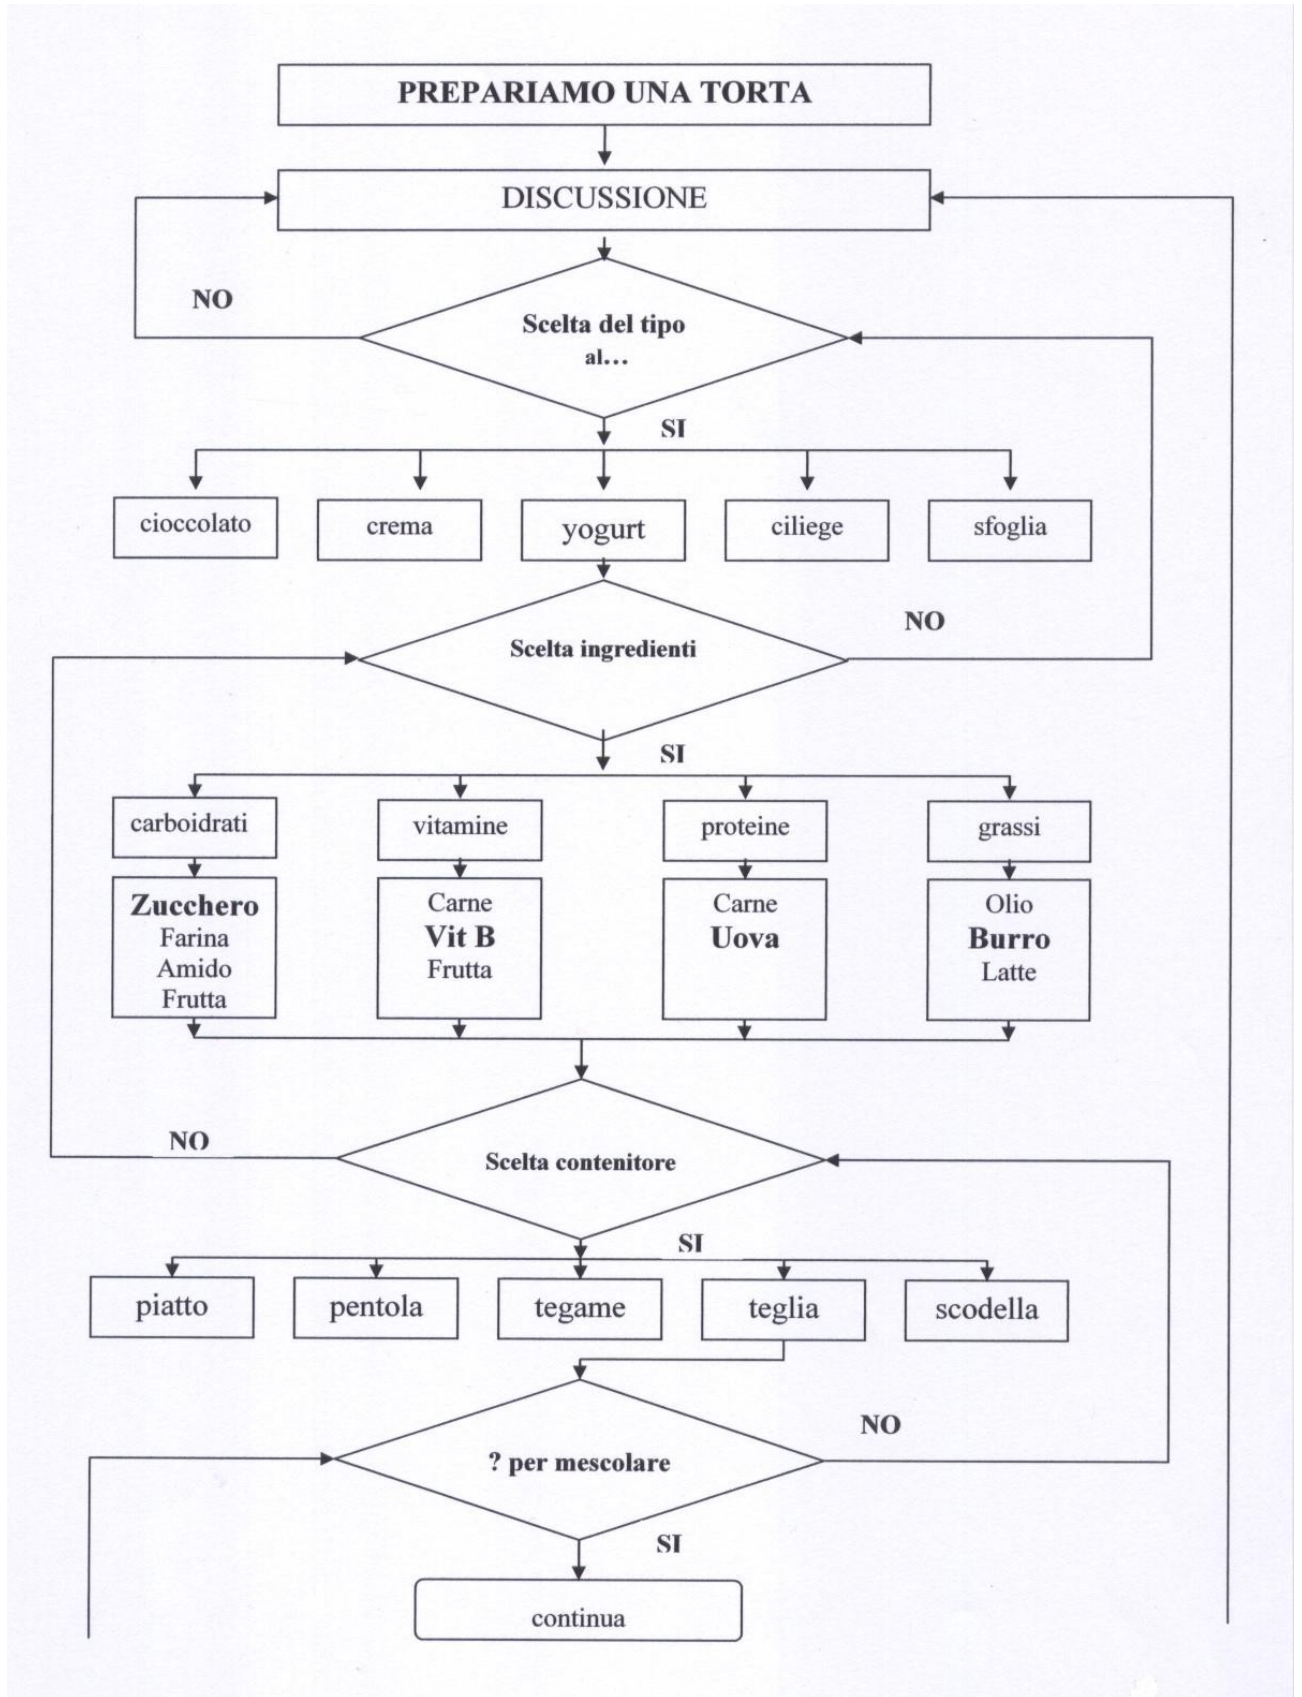 PREPARIAMO UNA TORTA
DISCUSSIONE
NO
Scelta del tipo
al...
SI
cioccolato
crema
yogurt
ciliege
sfoglia
NO
Scelta ingredienti
SI
carboidrati
vitamine
proteine
grassi
Zucchero
Farina
Amido
Frutta
Carne
Vit B
Frutta
Carne
Uova
Olio
Burro
Latte
NO
Scelta contenitore
SI
piatto
pentola
tegame
teglia
scodella
NO
? per mescolare
SI
continua